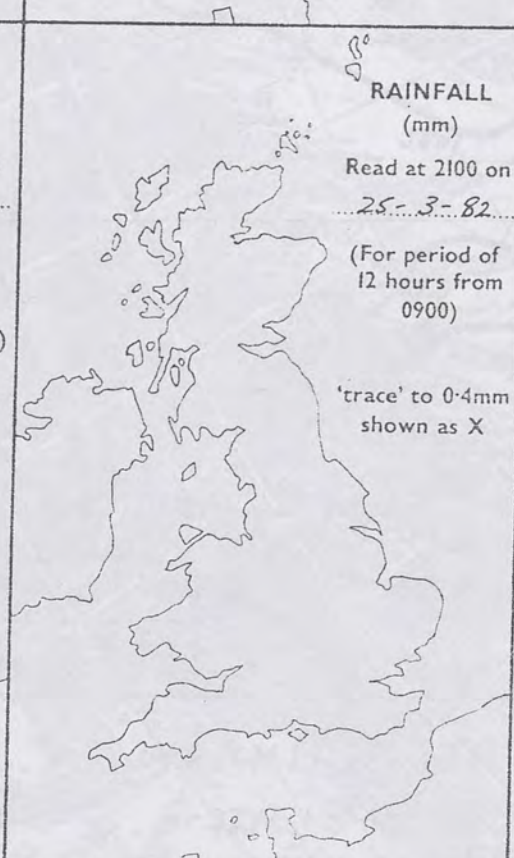 RAINFALL
(mm)
Read at 2100 on
25-3-82
(For period of
12 hours from
0900)
'trace' to 0·4mm
shown as X